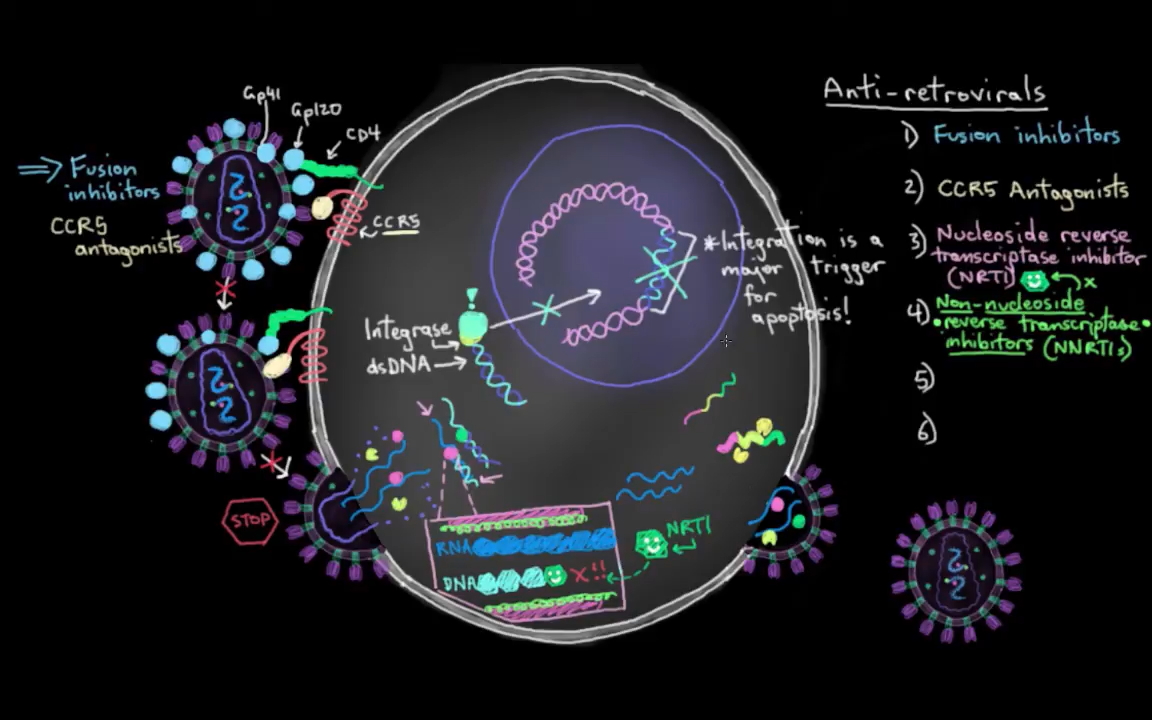 Gp41
Gp120
CD4
⇒ Fusion
inhibitors
CCR5
antagonists
CCR5
STOP
Integrase
dsDNA
*Integration is a
major trigger
for
apoptosis!
RNA
DNA X!!
NRTI
Anti-retrovirals
1) Fusion inhibitors
2) CCR5 Antagonists
3) Nucleoside reverse
transcriptase inhibitor
(NRTI) x
4) Non-nucleoside
•reverse transcriptase•
inhibitors (NNRTIs)
5)
6)